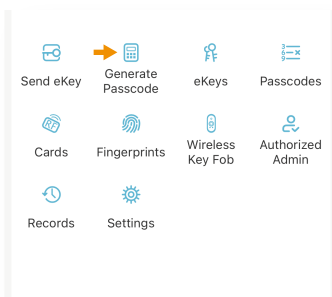 Send eKey
Generate
Passcode
eKeys
Passcodes
Cards
Fingerprints
Wireless
Key Fob
Authorized
Admin
Records
Settings